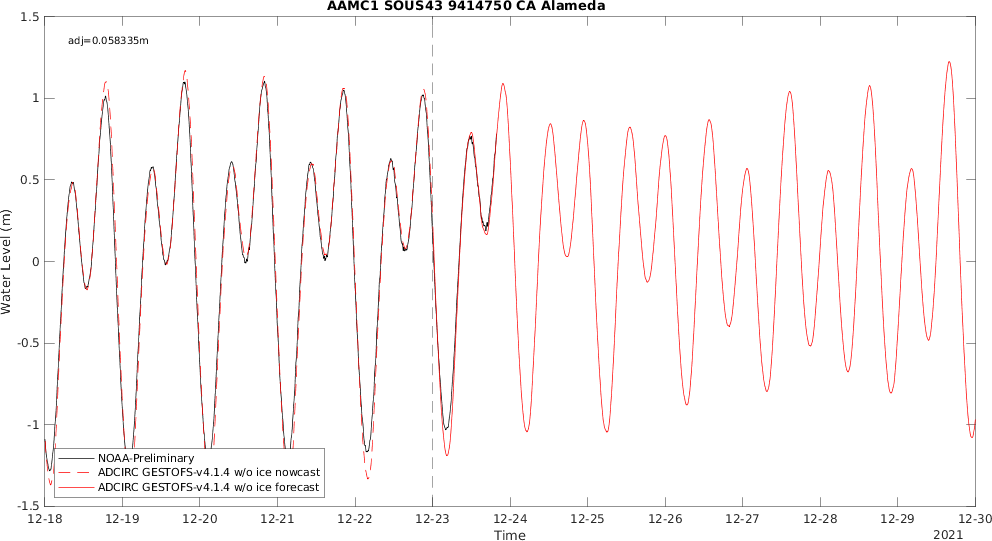 AAMC1 SOUS43 9414750 CA Alameda
adj=0.058335m
1.5
1
0.5
0
-0.5
-1
-1.5
Water Level (m)
NOAA-Preliminary
ADCIRC GESTOFS-v4.1.4 w/o ice nowcast
ADCIRC GESTOFS-v4.1.4 w/o ice forecast
12-18 12-19 12-20 12-21 12-22 12-23 12-24 12-25 12-26 12-27 12-28 12-29 12-30
Time
2021